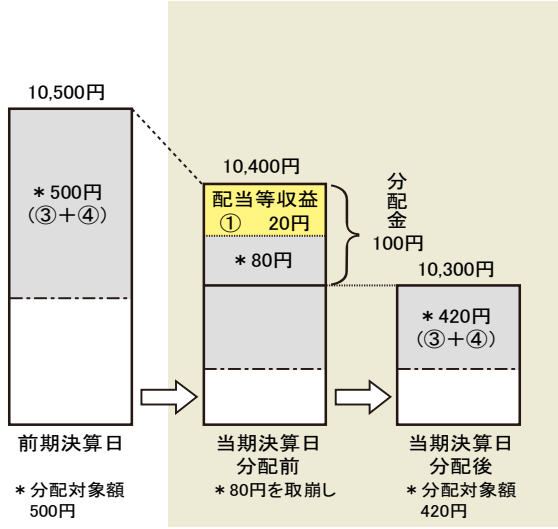 10,500円
＊500円
（③＋④）
前期決算日
＊分配対象額
500円
10,400円
配当等収益
① 20円
＊80円
分配金
100円
当期決算日
分配前
＊80円を取崩し
10,300円
＊420円
（③＋④）
当期決算日
分配後
＊分配対象額
420円